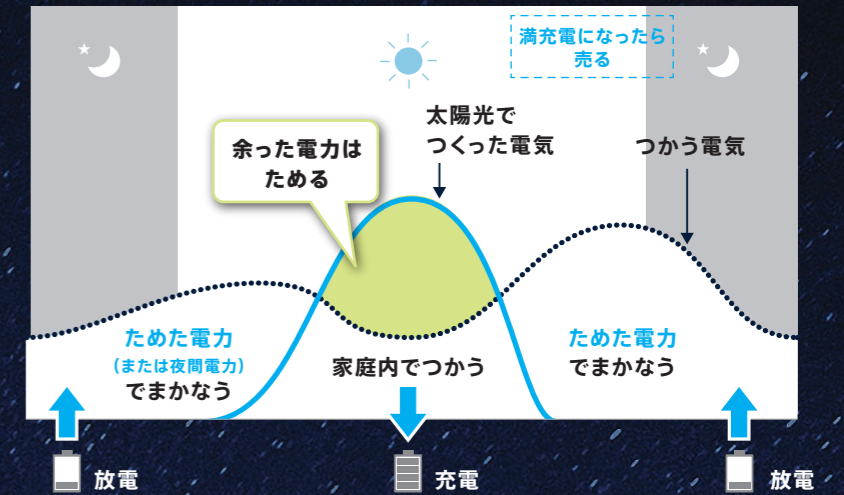 満充電になったら
売る
太陽光で
つくった電気
余った電力は
ためる
つかう電気
ためた電力
(または夜間電力)
でまかなう
家庭内でつかう
ためた電力
でまかなう
放電
充電
放電